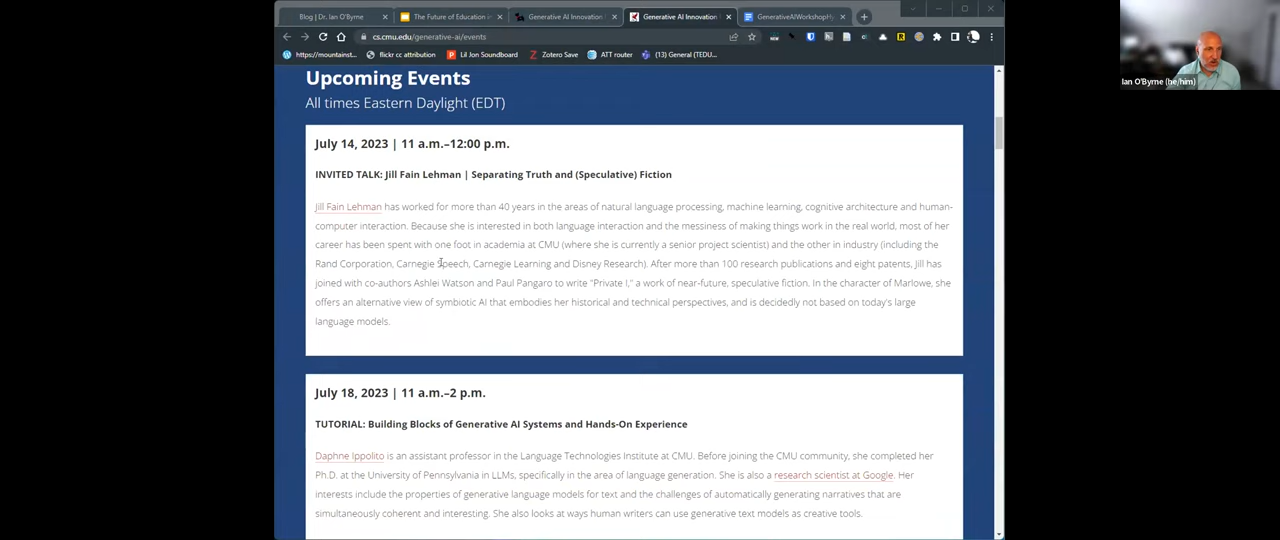 Blog | Dr. Ian O'Byrne
The Future of Education in
Generative AI Innovation
Generative AI Innovation
GenerativeAIWorkshopHy
cs.cmu.edu/generative-ai/events
https://mountainst...
flickr cc attribution
Lil Jon Soundboard
Zotero Save
ATT router
(13) General (TEDU...
Upcoming Events
All times Eastern Daylight (EDT)
July 14, 2023 | 11 a.m.–12:00 p.m.
INVITED TALK: Jill Fain Lehman | Separating Truth and (Speculative) Fiction
Jill Fain Lehman has worked for more than 40 years in the areas of natural language processing, machine learning, cognitive architecture and human-
computer interaction. Because she is interested in both language interaction and the messiness of making things work in the real world, most of her
career has been spent with one foot in academia at CMU (where she is currently a senior project scientist) and the other in industry (including the
Rand Corporation, Carnegie Speech, Carnegie Learning and Disney Research). After more than 100 research publications and eight patents, Jill has
joined with co-authors Ashlei Watson and Paul Pangaro to write "Private I," a work of near-future, speculative fiction. In the character of Marlowe, she
offers an alternative view of symbiotic AI that embodies her historical and technical perspectives, and is decidedly not based on today's large
language models.
July 18, 2023 | 11 a.m.–2 p.m.
TUTORIAL: Building Blocks of Generative AI Systems and Hands-On Experience
Daphne Ippolito is an assistant professor in the Language Technologies Institute at CMU. Before joining the CMU community, she completed her
Ph.D. at the University of Pennsylvania in LLMs, specifically in the area of language generation. She is also a research scientist at Google. Her
interests include the properties of generative language models for text and the challenges of automatically generating narratives that are
simultaneously coherent and interesting. She also looks at ways human writers can use generative text models as creative tools.
Ian O'Byrne (he/him)